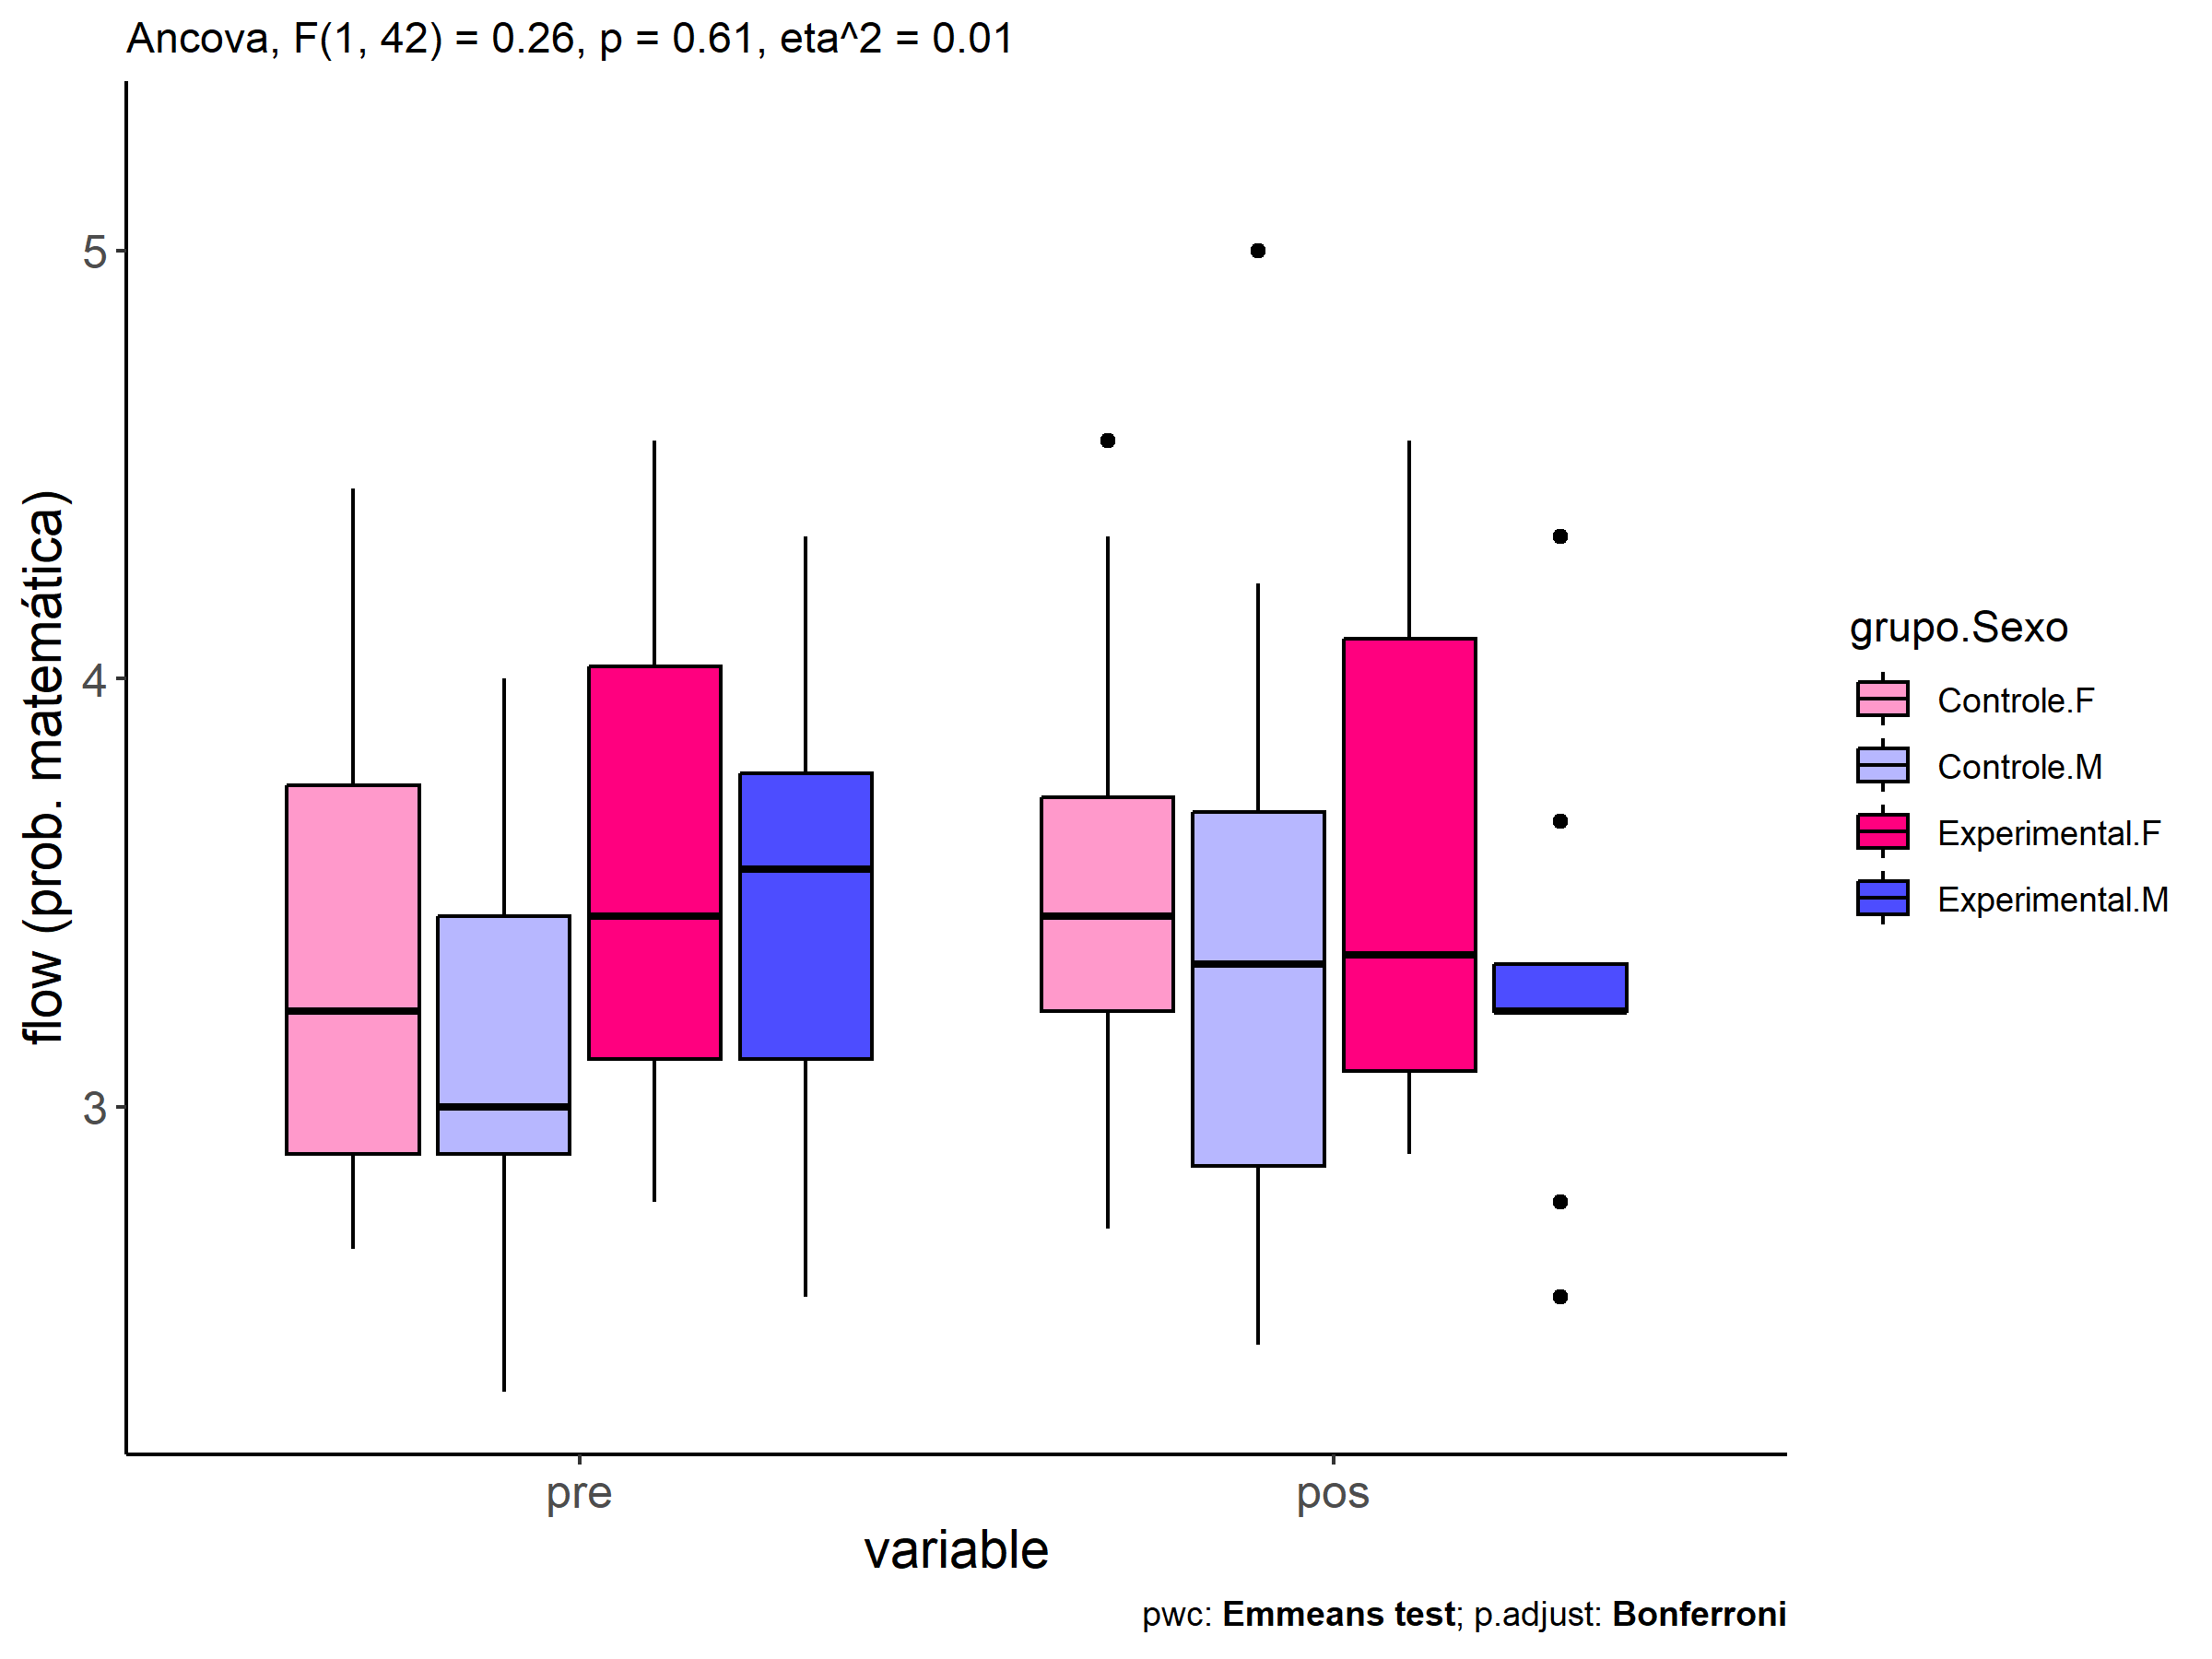 Ancova, F(1, 42) = 0.26, p = 0.61, eta^2 = 0.01
flow (prob. matemática)
5
4
3
pre
pos
variable
grupo.Sexo
Controle.F
Controle.M
Experimental.F
Experimental.M
pwc: Emmeans test; p.adjust: Bonferroni